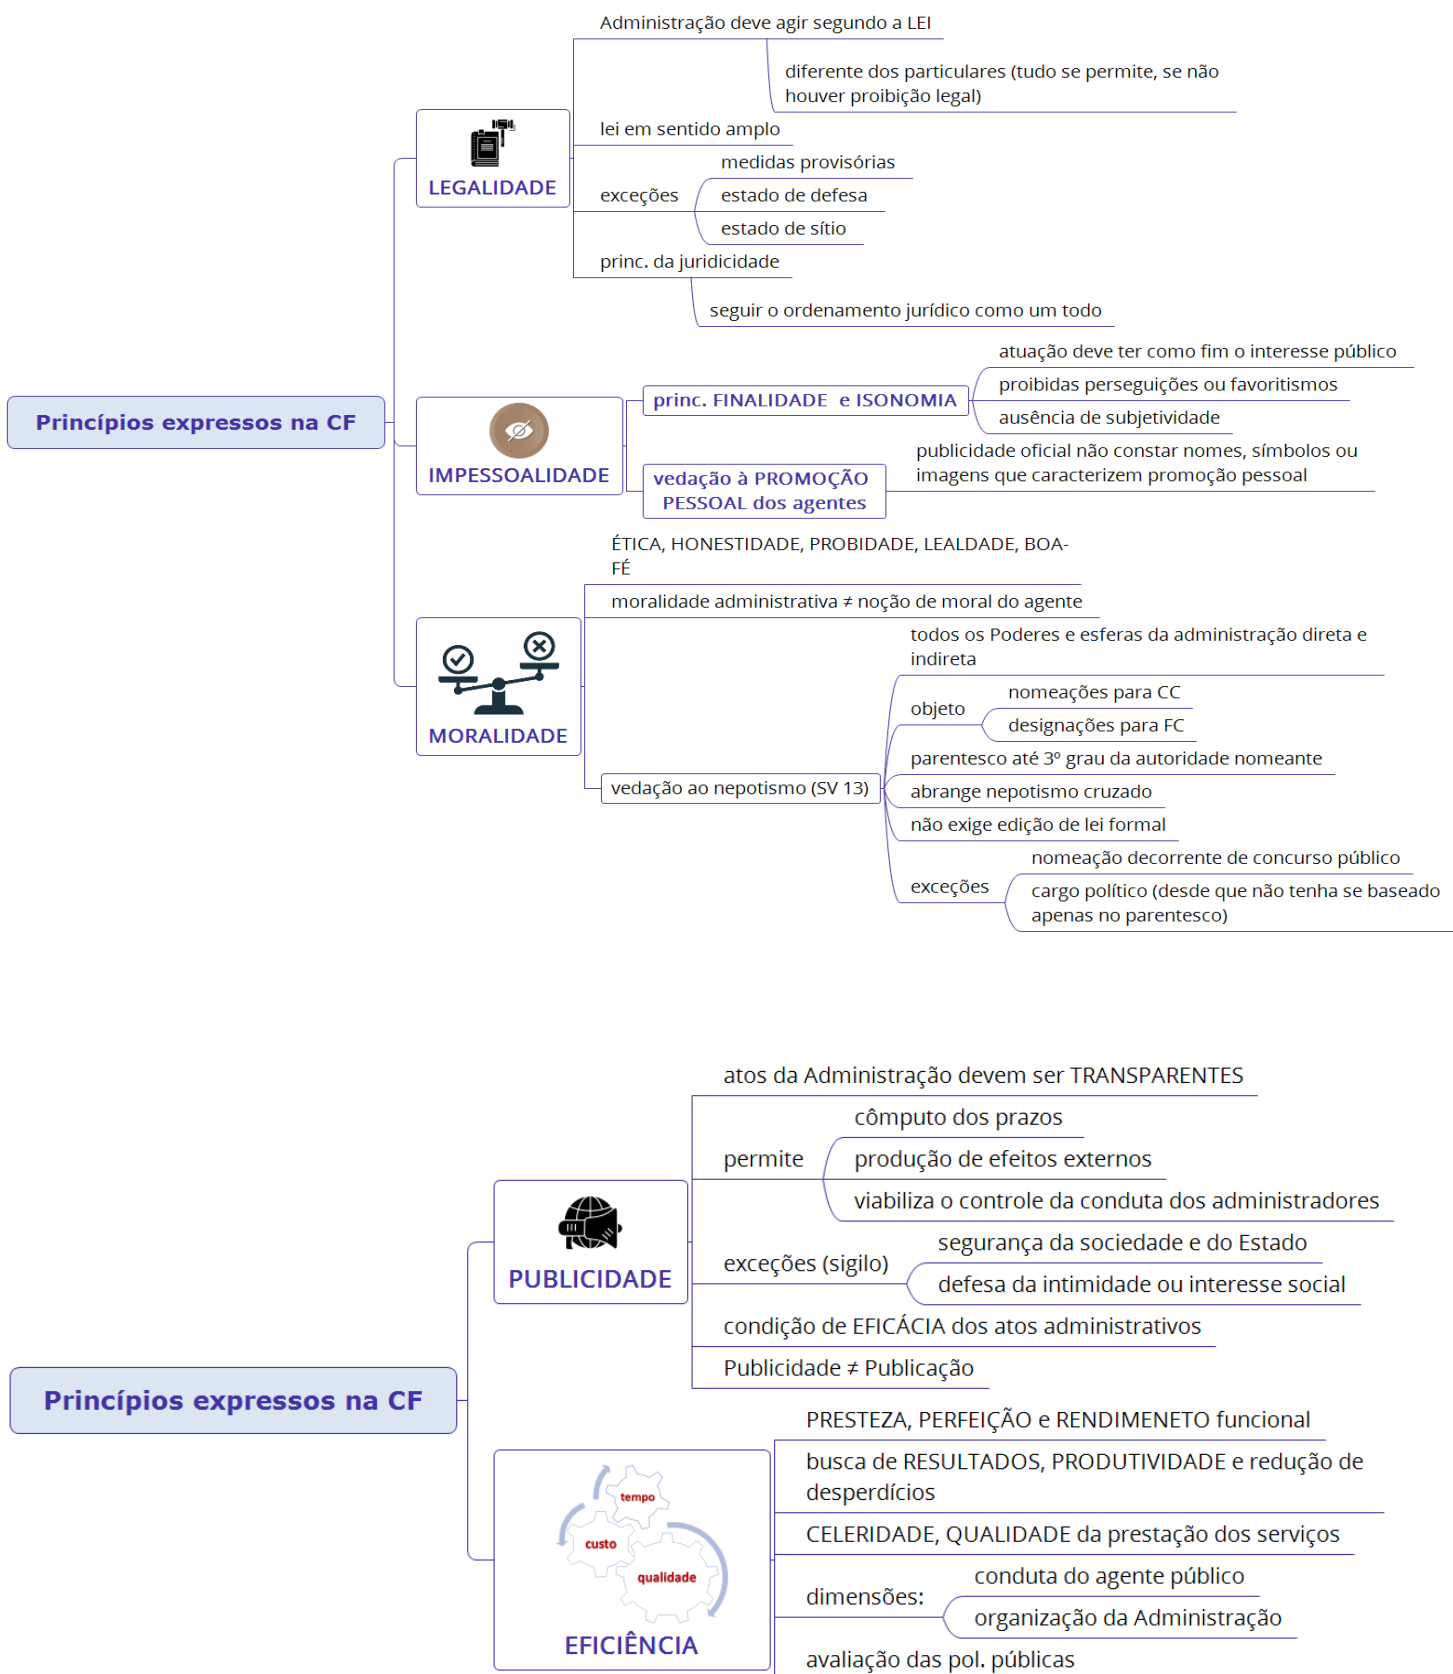 Princípios expressos na CF
LEGALIDADE
Administração deve agir segundo a LEI
diferente dos particulares (tudo se permite, se não
houver proibição legal)
lei em sentido amplo
exceções
medidas provisórias
estado de defesa
estado de sítio
princ. da juridicidade
seguir o ordenamento jurídico como um todo
IMPESSOALIDADE
princ. FINALIDADE e ISONOMIA
atuação deve ter como fim o interesse público
proibidas perseguições ou favoritismos
ausência de subjetividade
vedação à PROMOÇÃO
PESSOAL dos agentes
publicidade oficial não constar nomes, símbolos ou
imagens que caracterizem promoção pessoal
MORALIDADE
ÉTICA, HONESTIDADE, PROBIDADE, LEALDADE, BOA-
FÉ
moralidade administrativa ≠ noção de moral do agente
vedação ao nepotismo (SV 13)
todos os Poderes e esferas da administração direta e
indireta
objeto
nomeações para CC
designações para FC
parentesco até 3º grau da autoridade nomeante
abrange nepotismo cruzado
não exige edição de lei formal
exceções
nomeação decorrente de concurso público
cargo político (desde que não tenha se baseado
apenas no parentesco)
Princípios expressos na CF
PUBLICIDADE
atos da Administração devem ser TRANSPARENTES
permite
cômputo dos prazos
produção de efeitos externos
viabiliza o controle da conduta dos administradores
exceções (sigilo)
segurança da sociedade e do Estado
defesa da intimidade ou interesse social
condição de EFICÁCIA dos atos administrativos
Publicidade ≠ Publicação
tempo
custo
qualidade
EFICIÊNCIA
PRESTEZA, PERFEIÇÃO e RENDIMENETO funcional
busca de RESULTADOS, PRODUTIVIDADE e redução de
desperdícios
CELERIDADE, QUALIDADE da prestação dos serviços
dimensões:
conduta do agente público
organização da Administração
avaliação das pol. públicas